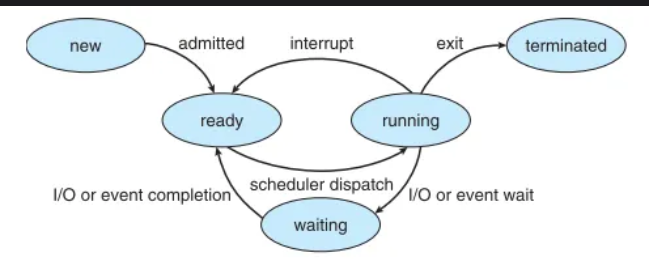 new
admitted
interrupt
exit
terminated
ready
running
scheduler dispatch
I/O or event completion
I/O or event wait
waiting